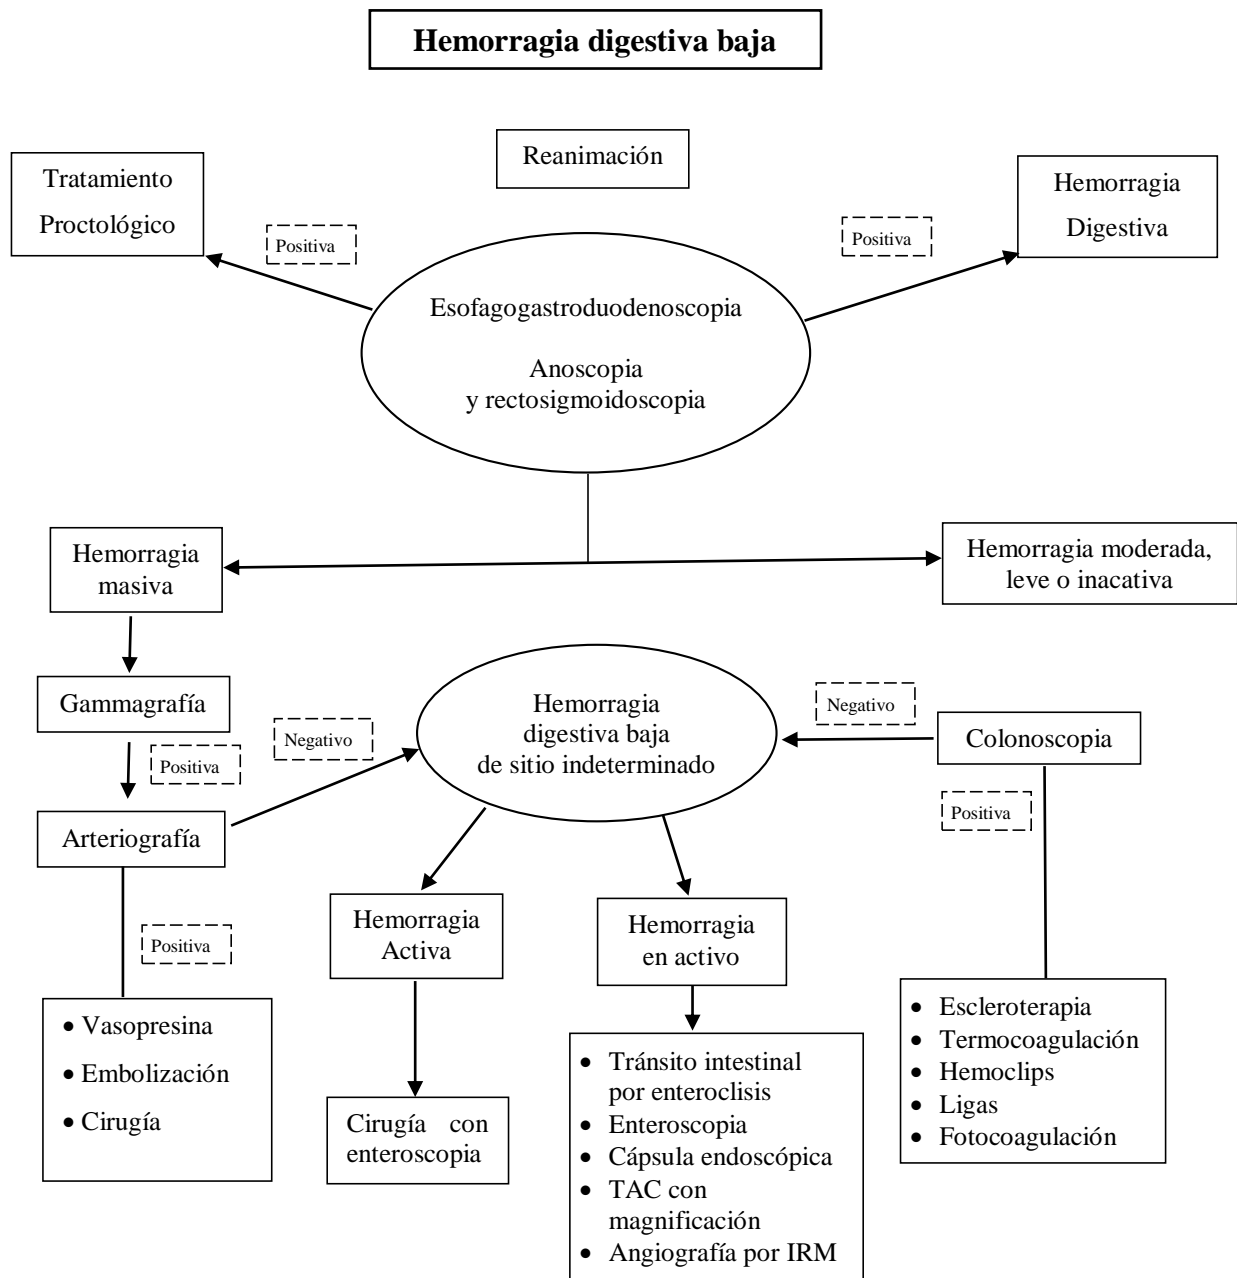 Hemorragia digestiva baja
Reanimación
Tratamiento
Proctológico
Hemorragia
Digestiva
Positiva
Positiva
Esofagogastroduodenoscopia
Anoscopia
y rectosigmoidoscopia
Hemorragia
masiva
Hemorragia moderada,
leve o inacativa
Gammagrafía
Hemorragia
digestiva baja
de sitio indeterminado
Negativo
Negativo
Colonoscopia
Positiva
Positiva
Arteriografía
Hemorragia
Activa
Hemorragia
en activo
Positiva
• Vasopresina
• Embolización
• Cirugía
Cirugía con
enteroscopia
• Tránsito intestinal
por enteroclisis
• Enteroscopia
• Cápsula endoscópica
• TAC con
magnificación
• Angiografía por IRM
• Escleroterapia
• Termocoagulación
• Hemoclips
• Ligas
• Fotocoagulación